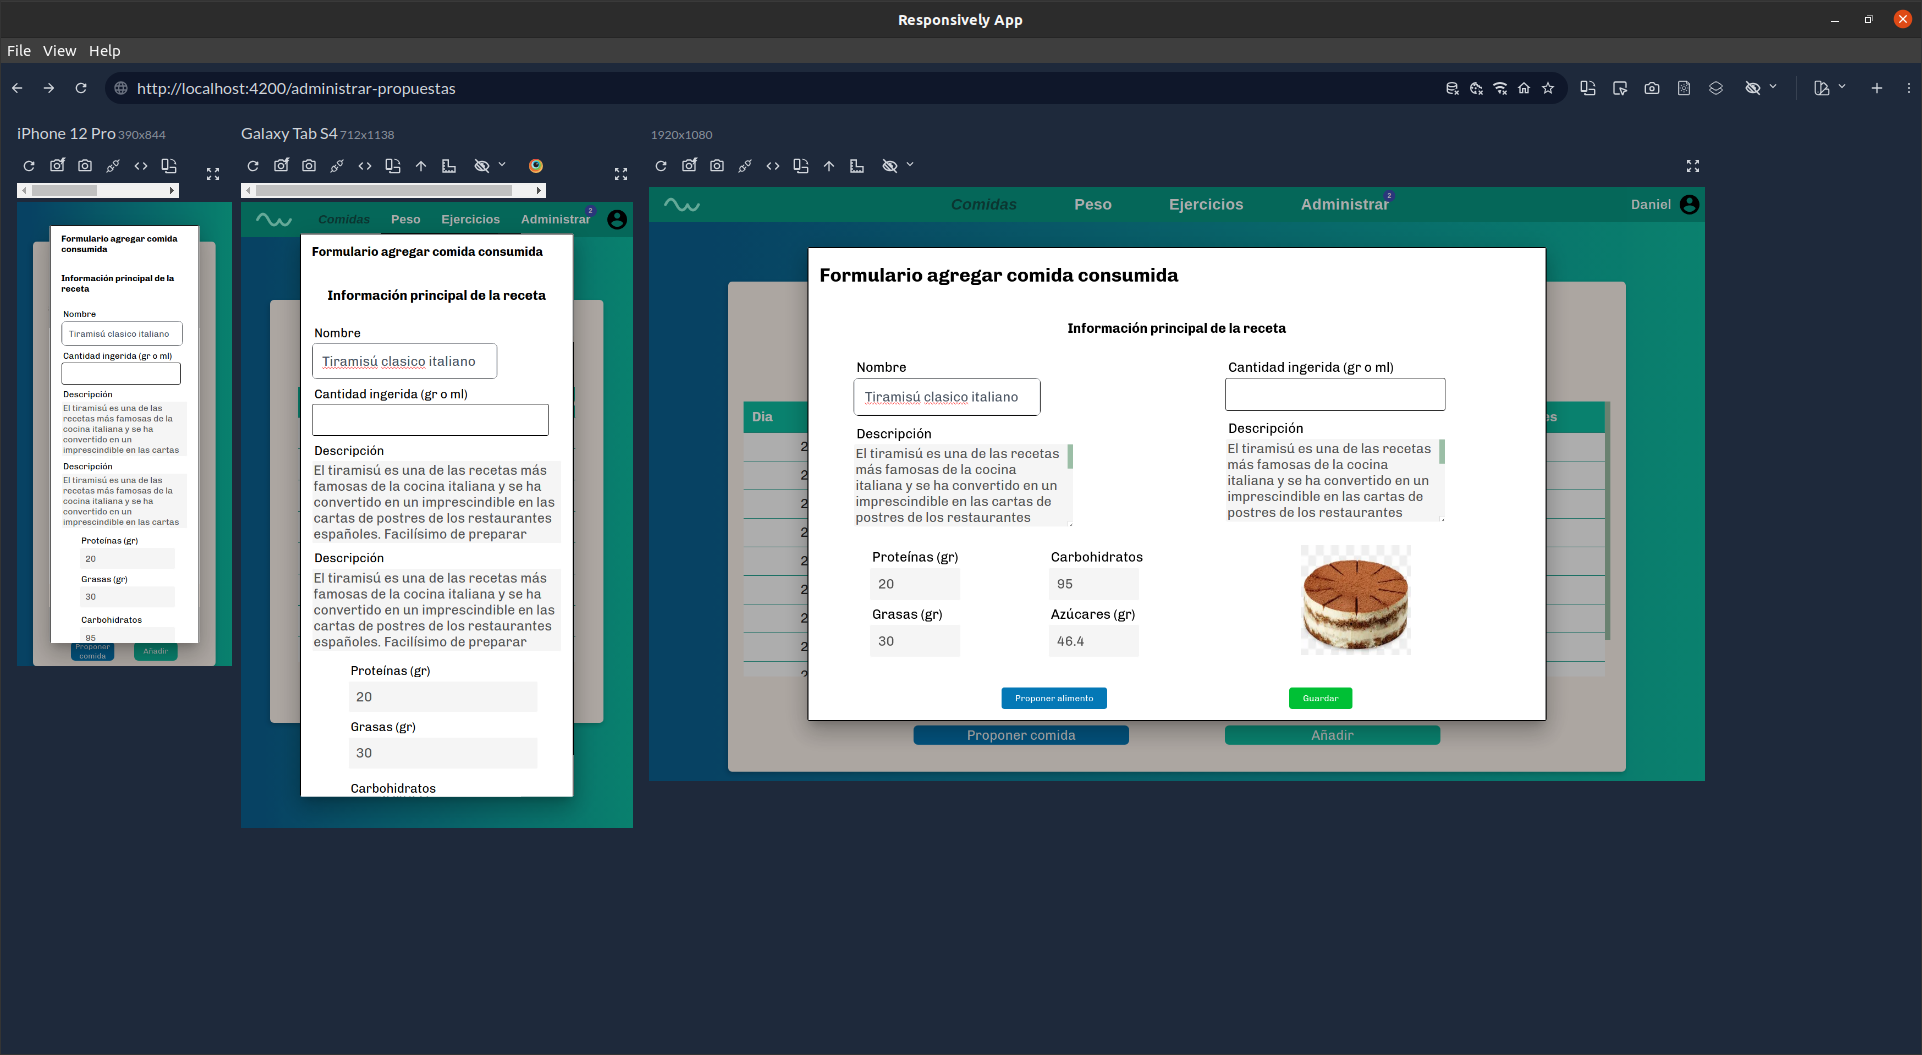 Responsively App
File View Help
http://localhost:4200/administrar-propuestas
iPhone 12 Pro 390x844
Formulario agregar comida
consumida
Información principal de la
receta
Nombre
Tiramisú clasico italiano
Cantidad ingerida (gr o ml)
Descripción
El tiramisú es una de las
recetas más famosas de la
cocina italiana y se ha
convertido en un
imprescindible en las cartas
Descripción
El tiramisú es una de las
recetas más famosas de la
cocina italiana y se ha
convertido en un
imprescindible en las cartas
Proteínas (gr)
20
Grasas (gr)
30
Carbohidratos
95
Proponer
comida
Añadir
Galaxy Tab S4 712x1138
Comidas Peso Ejercicios Administrar 2
Formulario agregar comida consumida
Información principal de la receta
Nombre
Tiramisú clasico italiano
Cantidad ingerida (gr o ml)
Descripción
El tiramisú es una de las recetas más
famosas de la cocina italiana y se ha
convertido en un imprescindible en las
cartas de postres de los restaurantes
españoles. Facilísimo de preparar
Descripción
El tiramisú es una de las recetas más
famosas de la cocina italiana y se ha
convertido en un imprescindible en las
cartas de postres de los restaurantes
españoles. Facilísimo de preparar
Proteínas (gr)
20
Grasas (gr)
30
Carbohidratos
1920x1080
Comidas Peso Ejercicios Administrar 2 Daniel
Formulario agregar comida consumida
Información principal de la receta
Nombre
Tiramisú clasico italiano
Cantidad ingerida (gr o ml)
Descripción
El tiramisú es una de las recetas
más famosas de la cocina
italiana y se ha convertido en un
imprescindible en las cartas de
postres de los restaurantes
Descripción
El tiramisú es una de las recetas
más famosas de la cocina
italiana y se ha convertido en un
imprescindible en las cartas de
postres de los restaurantes
Proteínas (gr)
20
Carbohidratos
95
Grasas (gr)
30
Azúcares (gr)
46.4
Proponer alimento
Guardar
Dia
es
2
2
2
2
2
2
2
2
2
Proponer comida
Añadir